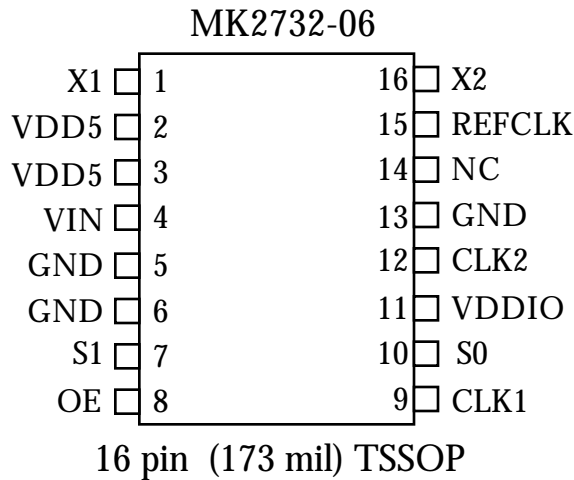 MK2732-06
X1 1 16 X2
VDD5 2 15 REFCLK
VDD5 3 14 NC
VIN 4 13 GND
GND 5 12 CLK2
GND 6 11 VDDIO
S1 7 10 S0
OE 8 9 CLK1
16 pin (173 mil) TSSOP